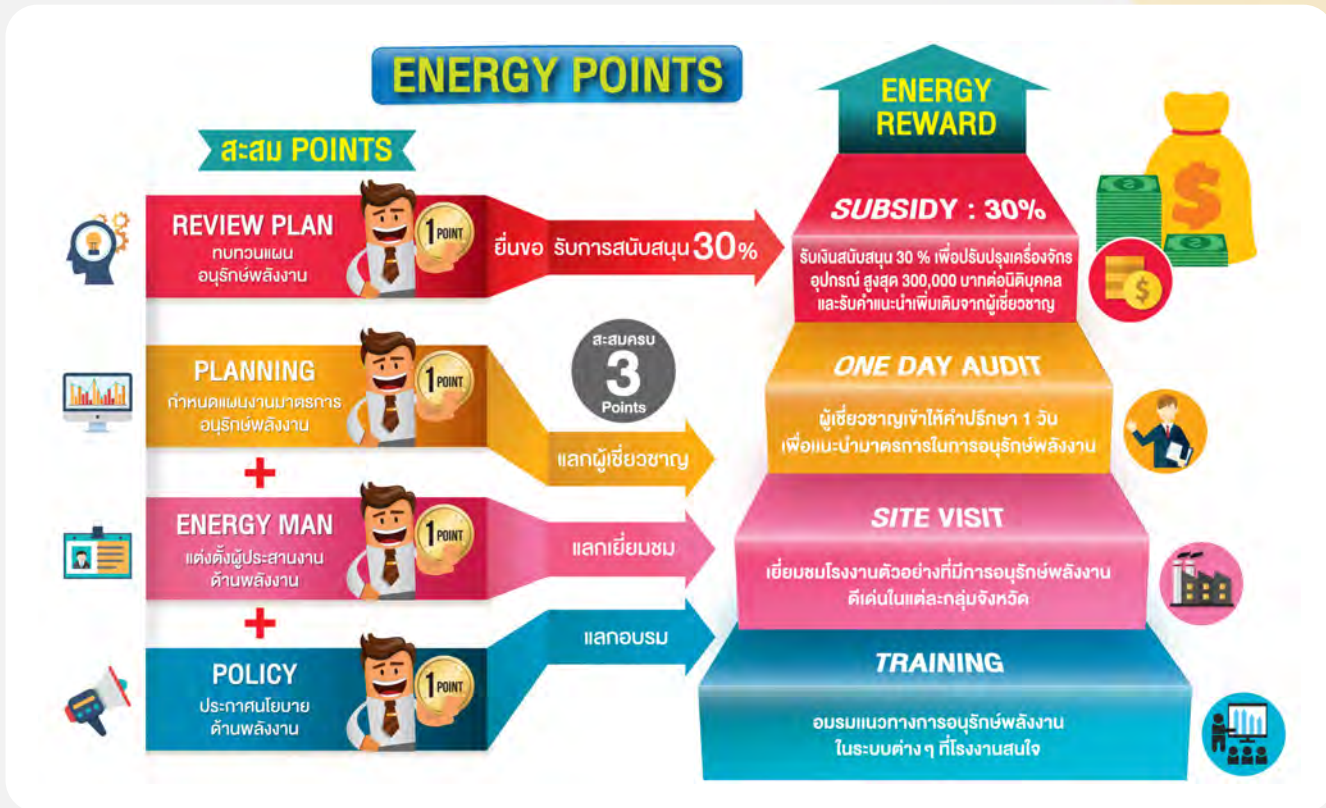 ENERGY POINTS
สะสม POINTS
REVIEW PLAN
ทบทวนแผน
อนุรักษ์พลังงาน
1 POINT
ยื่นขอ รับการสนับสนุน 30%
PLANNING
กำหนดแผนงานมาตรการ
อนุรักษ์พลังงาน
1 POINT
สะสมครบ
3
Points
แลกผู้เชี่ยวชาญ
+
ENERGY MAN
แต่งตั้งผู้ประสานงาน
ด้านพลังงาน
1 POINT
แลกเยี่ยมชม
+
POLICY
ประกาศนโยบาย
ด้านพลังงาน
1 POINT
แลกอบรม
ENERGY
REWARD
SUBSIDY : 30%
รับเงินสนับสนุน 30 % เพื่อปรับปรุงเครื่องจักร
อุปกรณ์ สูงสุด 300,000 บาทต่อนิติบุคคล
และรับคำแนะนำเพิ่มเติมจากผู้เชี่ยวชาญ
$
$
$
$
ONE DAY AUDIT
ผู้เชี่ยวชาญเข้าให้คำปรึกษา 1 วัน
เพื่อแนะนำมาตรการในการอนุรักษ์พลังงาน
SITE VISIT
เยี่ยมชมโรงงานตัวอย่างที่มีการอนุรักษ์พลังงาน
ดีเด่นในแต่ละกลุ่มจังหวัด
TRAINING
อมรมแนวทางการอนุรักษ์พลังงาน
ในระบบต่าง ๆ ที่โรงงานสนใจ